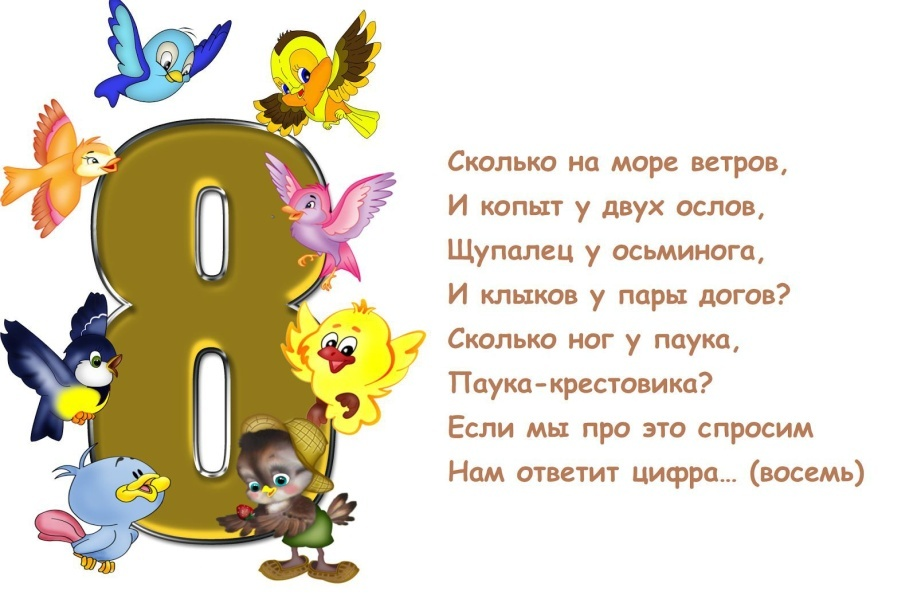 8
Сколько на море ветров,
И копыт у двух ослов,
Щупалец у осьминога,
И клыков у пары догов?
Сколько ног у паука,
Паука-крестовика?
Если мы про это спросим
Нам ответит цифра... (восемь)